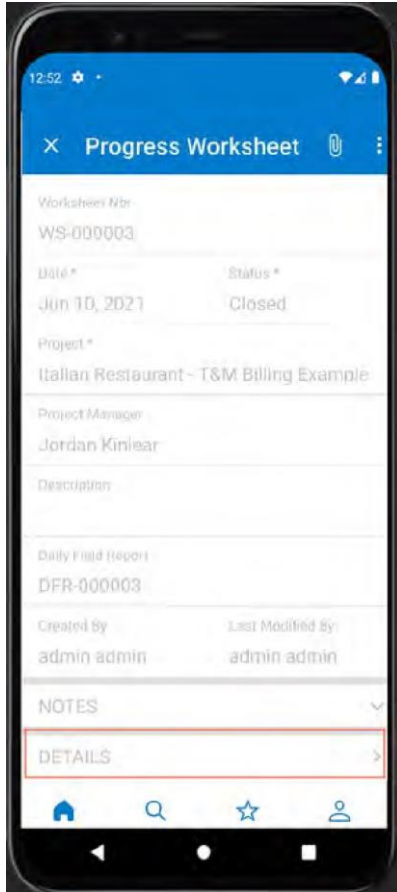 12:52
Progress Worksheet
Worksheet Nbr
WS-000003
Date * Status *
Jun 10, 2021 Closed
Project *
Italian Restaurant - T&M Billing Example
Project Manager
Jordan Kinlear
Description
Daily Field Report
DFR-000003
Created By Last Modified By
admin admin admin admin
NOTES
DETAILS